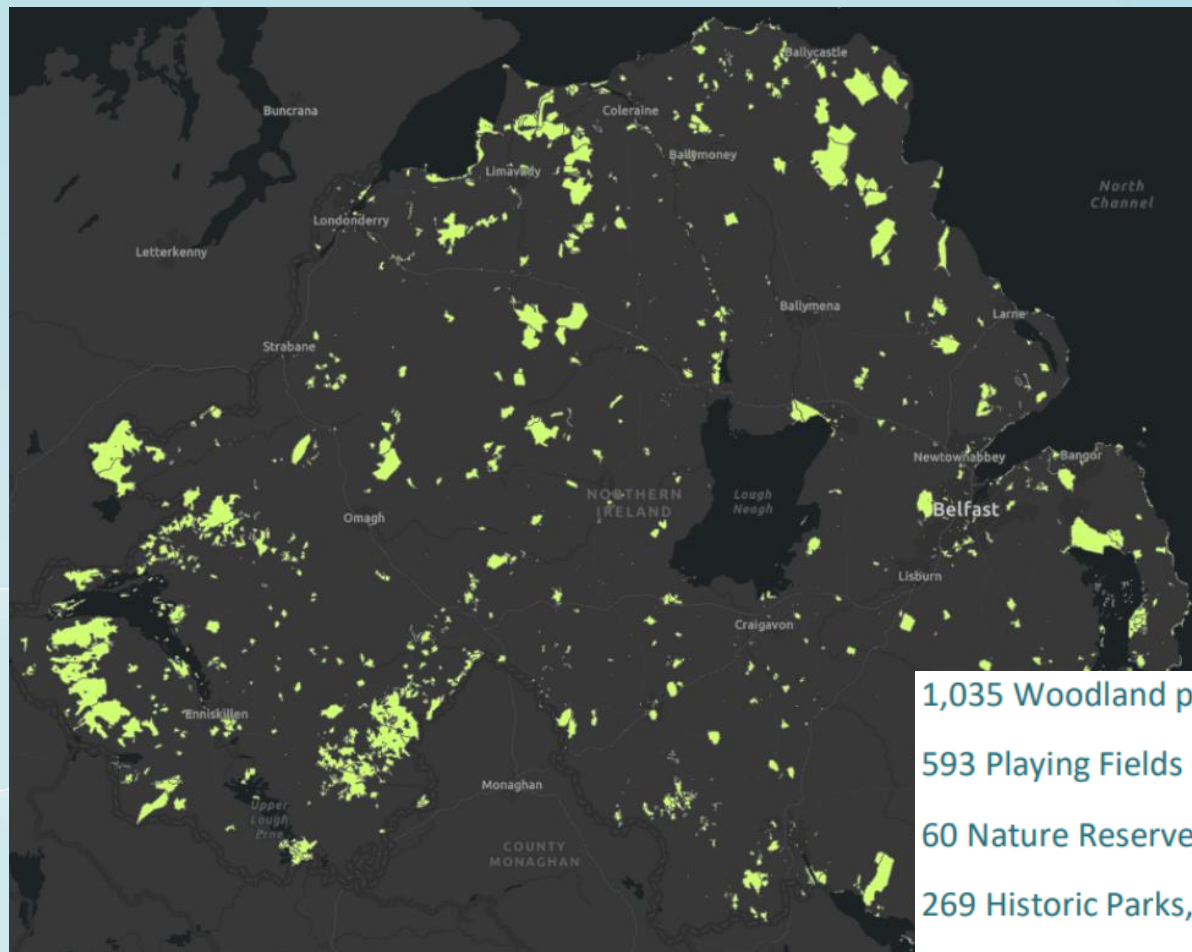 Ballycastle
Buncrana
Coleraine
Ballymoney
Limavady
North
Channel
Londonderry
Letterkenny
Ballymena
Larne
Strabane
Newtownabbey
Bangor
NORTHERN
IRELAND
Lough
Neagh
Belfast
Omagh
Lisburn
Craigavon
Enniskillen
Monaghan
Upper
Lough
Erne
COUNTY
MONAGHAN
1,035 Woodland p
593 Playing Fields
60 Nature Reserve
269 Historic Parks,